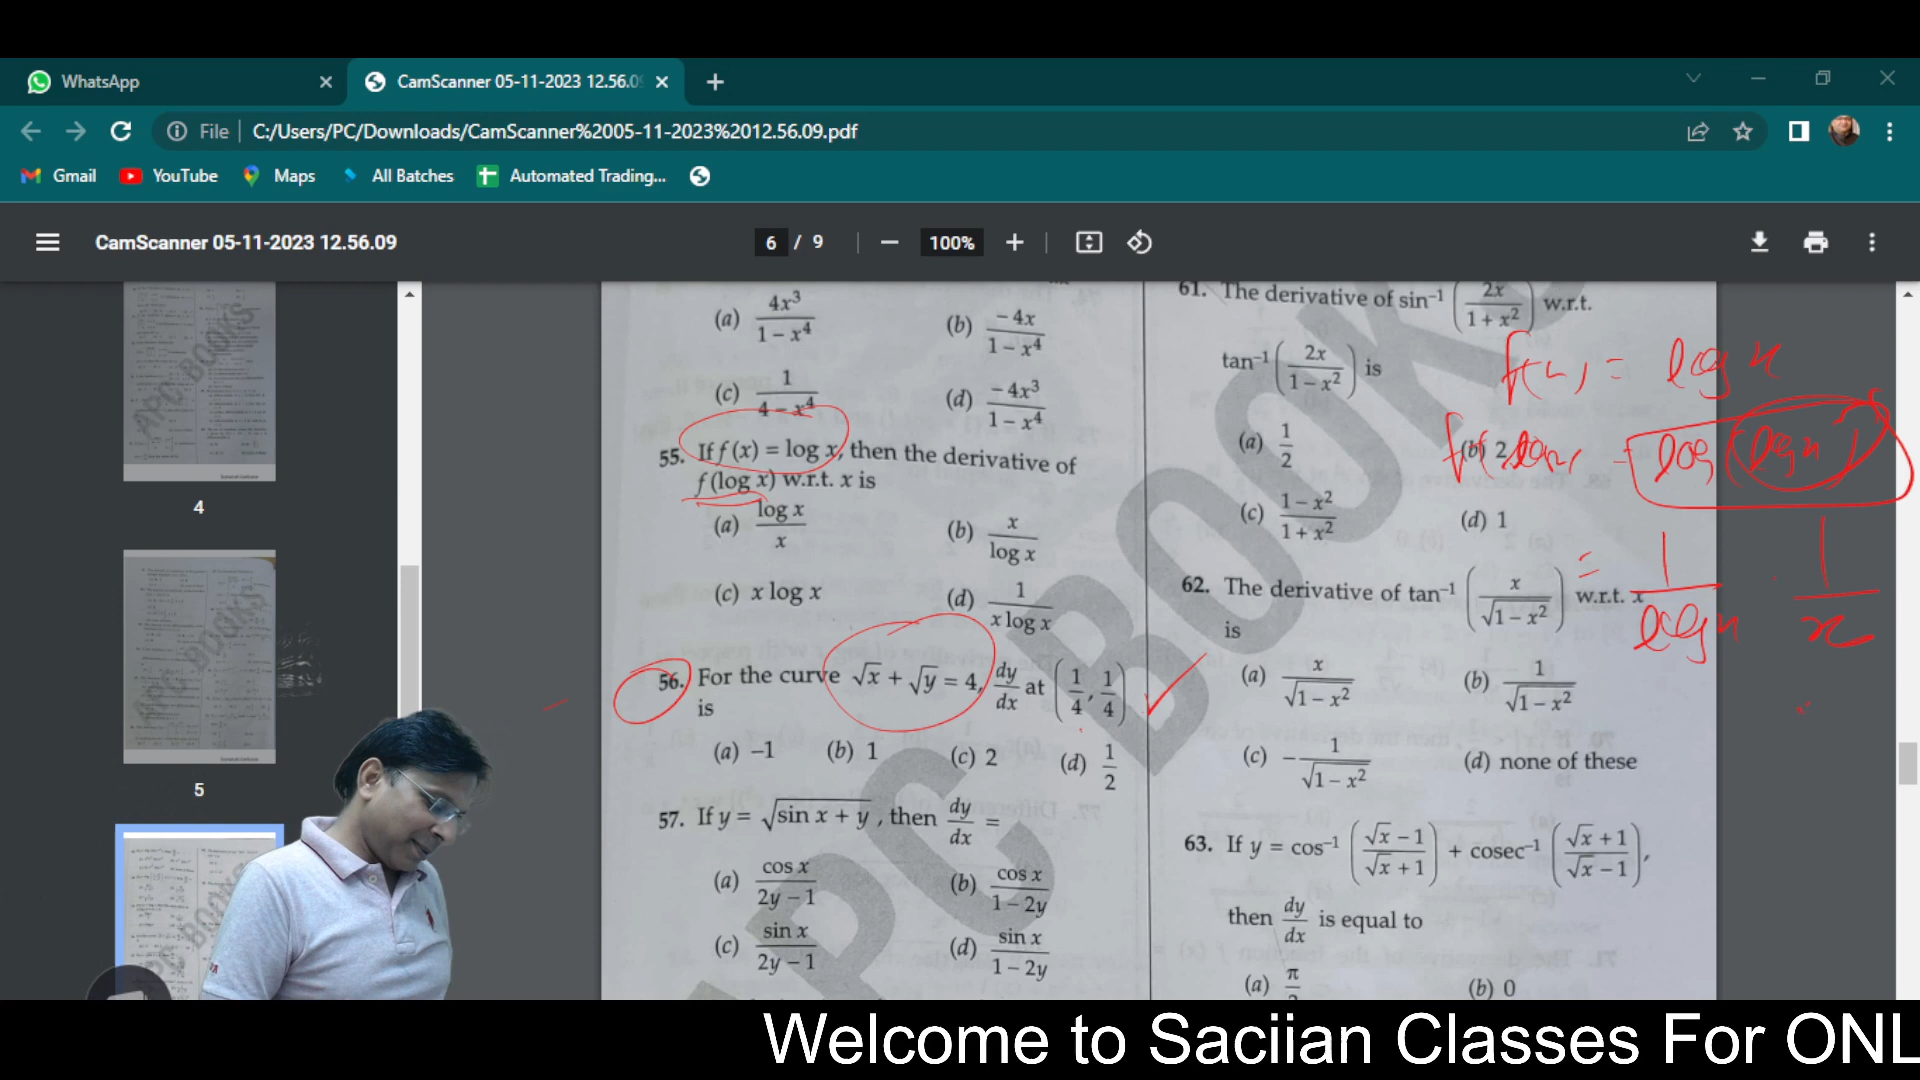 WhatsApp
CamScanner 05-11-2023 12.56.0
File
C:/Users/PC/Downloads/CamScanner%2005-11-2023%2012.56.09.pdf
Gmail
YouTube
Maps
All Batches
Automated Trading...
CamScanner 05-11-2023 12.56.09
6 / 9
100%
4
5
(a) 4x³/(1 – x⁴)
(b) – 4x/(1 – x⁴)
(c) 1/(4 – x⁴)
(d) – 4x³/(1 – x⁴)
55. If f (x) = log x, then the derivative of
f (log x) w.r.t. x is
(a) log x/x
(b) x/log x
(c) x log x
(d) 1/(x log x)
56. For the curve √x + √y = 4, dy/dx at (1/4, 1/4)
is
(a) –1 (b) 1 (c) 2 (d) 1/2
57. If y = √(sin x + y), then dy/dx =
(a) cos x/(2y – 1)
(b) cos x/(1 – 2y)
(c) sin x/(2y – 1)
(d) sin x/(1 – 2y)
61. The derivative of sin⁻¹ (2x/(1 + x²)) w.r.t.
tan⁻¹ (2x/(1 – x²)) is
(a) 1/2
(b) 2
(c) (1 – x²)/(1 + x²)
(d) 1
62. The derivative of tan⁻¹ (x/√(1 – x²)) w.r.t. x
is
(a) x/√(1 – x²)
(b) 1/√(1 – x²)
(c) – 1/√(1 – x²)
(d) none of these
63. If y = cos⁻¹ ((√x – 1)/(√x + 1)) + cosec⁻¹ ((√x + 1)/(√x – 1)),
then dy/dx is equal to
(a) π
(b) 0
f(x) = log x
log (log x)
= 1/log x . 1/x
APC BOOKS
Welcome to Saciian Classes For ONL